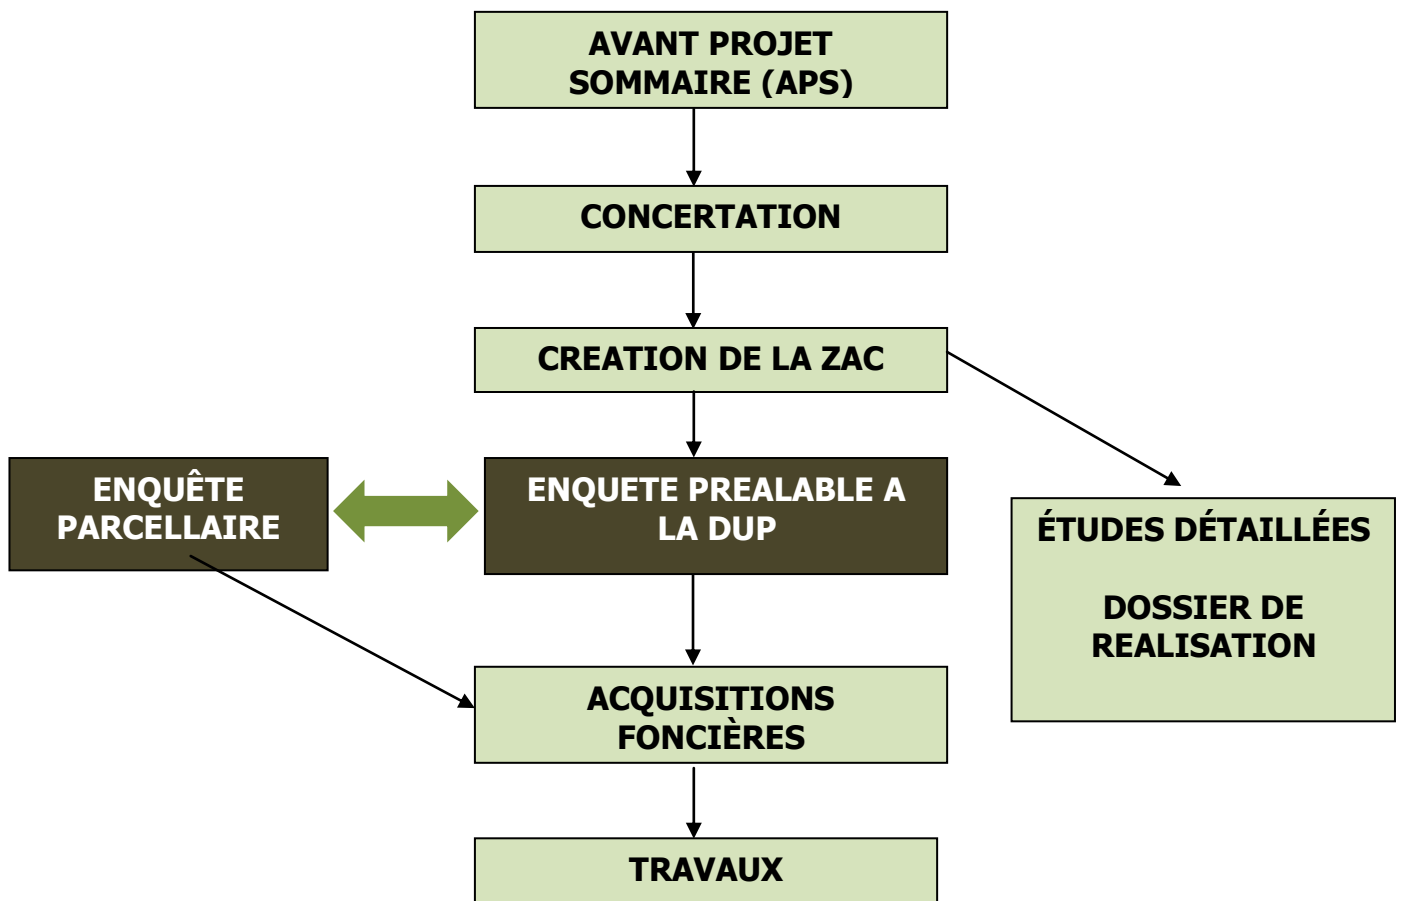 AVANT PROJET
SOMMAIRE (APS)
CONCERTATION
CREATION DE LA ZAC
ENQUÊTE
PARCELLAIRE
ENQUETE PREALABLE A
LA DUP
ÉTUDES DÉTAILLÉES
DOSSIER DE
REALISATION
ACQUISITIONS
FONCIÈRES
TRAVAUX